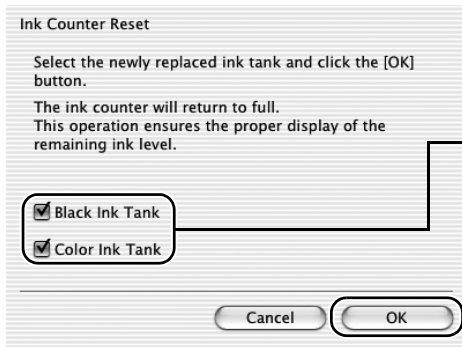 Ink Counter Reset
Select the newly replaced ink tank and click the [OK]
button.
The ink counter will return to full.
This operation ensures the proper display of the
remaining ink level.
Black Ink Tank
Color Ink Tank
Cancel
OK